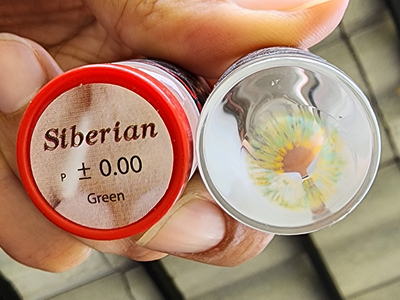 Siberian
P ± 0.00
Green